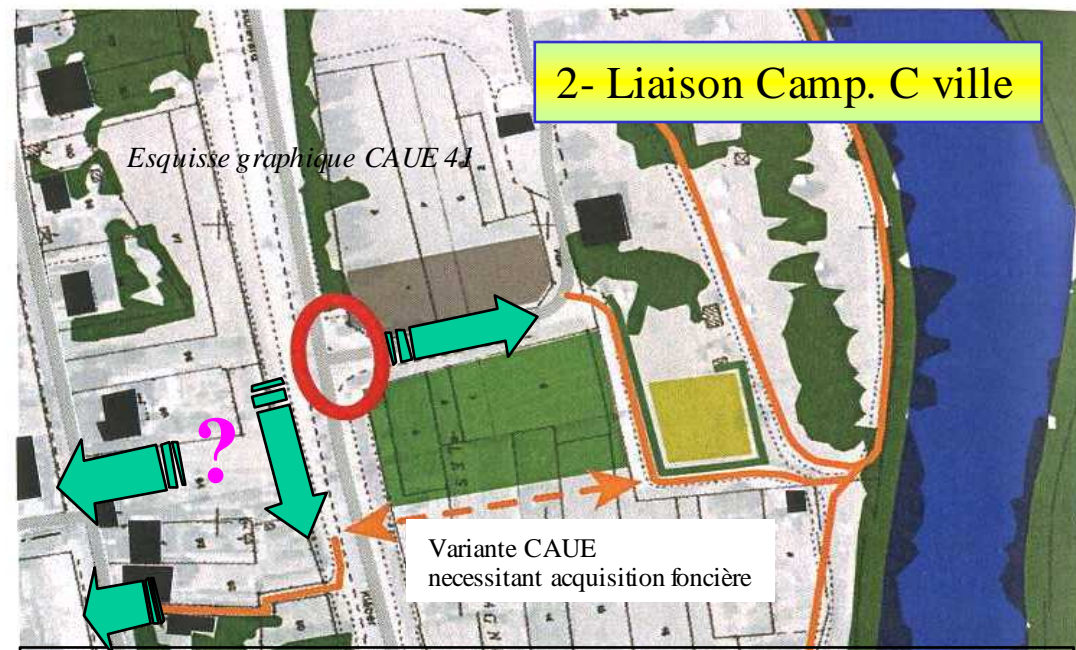 2- Liaison Camp. C ville
Esquisse graphique CAUE 41
?
Variante CAUE
necessitant acquisition foncière